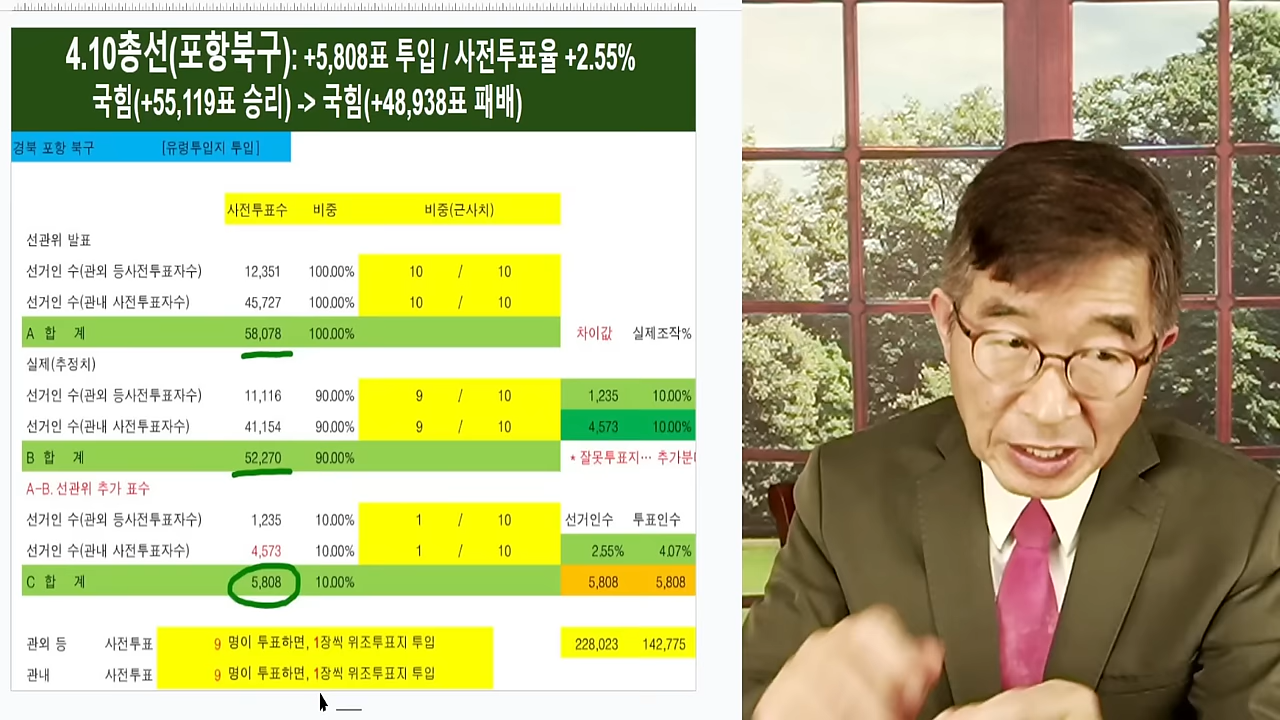 4.10총선(포항북구): +5,808표 투입 / 사전투표율 +2.55%
국힘(+55,119표 승리) -> 국힘(+48,938표 패배)
경북 포항 북구 [유령투입지 투입]
사전투표수 비중 비중(근사치)
선관위 발표
선거인 수(관외 등사전투표자수) 12,351 100.00% 10 / 10
선거인 수(관내 사전투표자수) 45,727 100.00% 10 / 10
A 합 계 58,078 100.00% 차이값 실제조작%
실제(추정치)
선거인 수(관외 등사전투표자수) 11,116 90.00% 9 / 10 1,235 10.00%
선거인 수(관내 사전투표자수) 41,154 90.00% 9 / 10 4,573 10.00%
B 합 계 52,270 90.00% * 잘못투표지… 추가분
A-B. 선관위 추가 표수
선거인 수(관외 등사전투표자수) 1,235 10.00% 1 / 10 선거인수 투표인수
선거인 수(관내 사전투표자수) 4,573 10.00% 1 / 10 2.55% 4.07%
C 합 계 5,808 10.00% 5,808 5,808
관외 등 사전투표 9 명이 투표하면, 1장씩 위조투표지 투입 228,023 142,775
관내 사전투표 9 명이 투표하면, 1장씩 위조투표지 투입